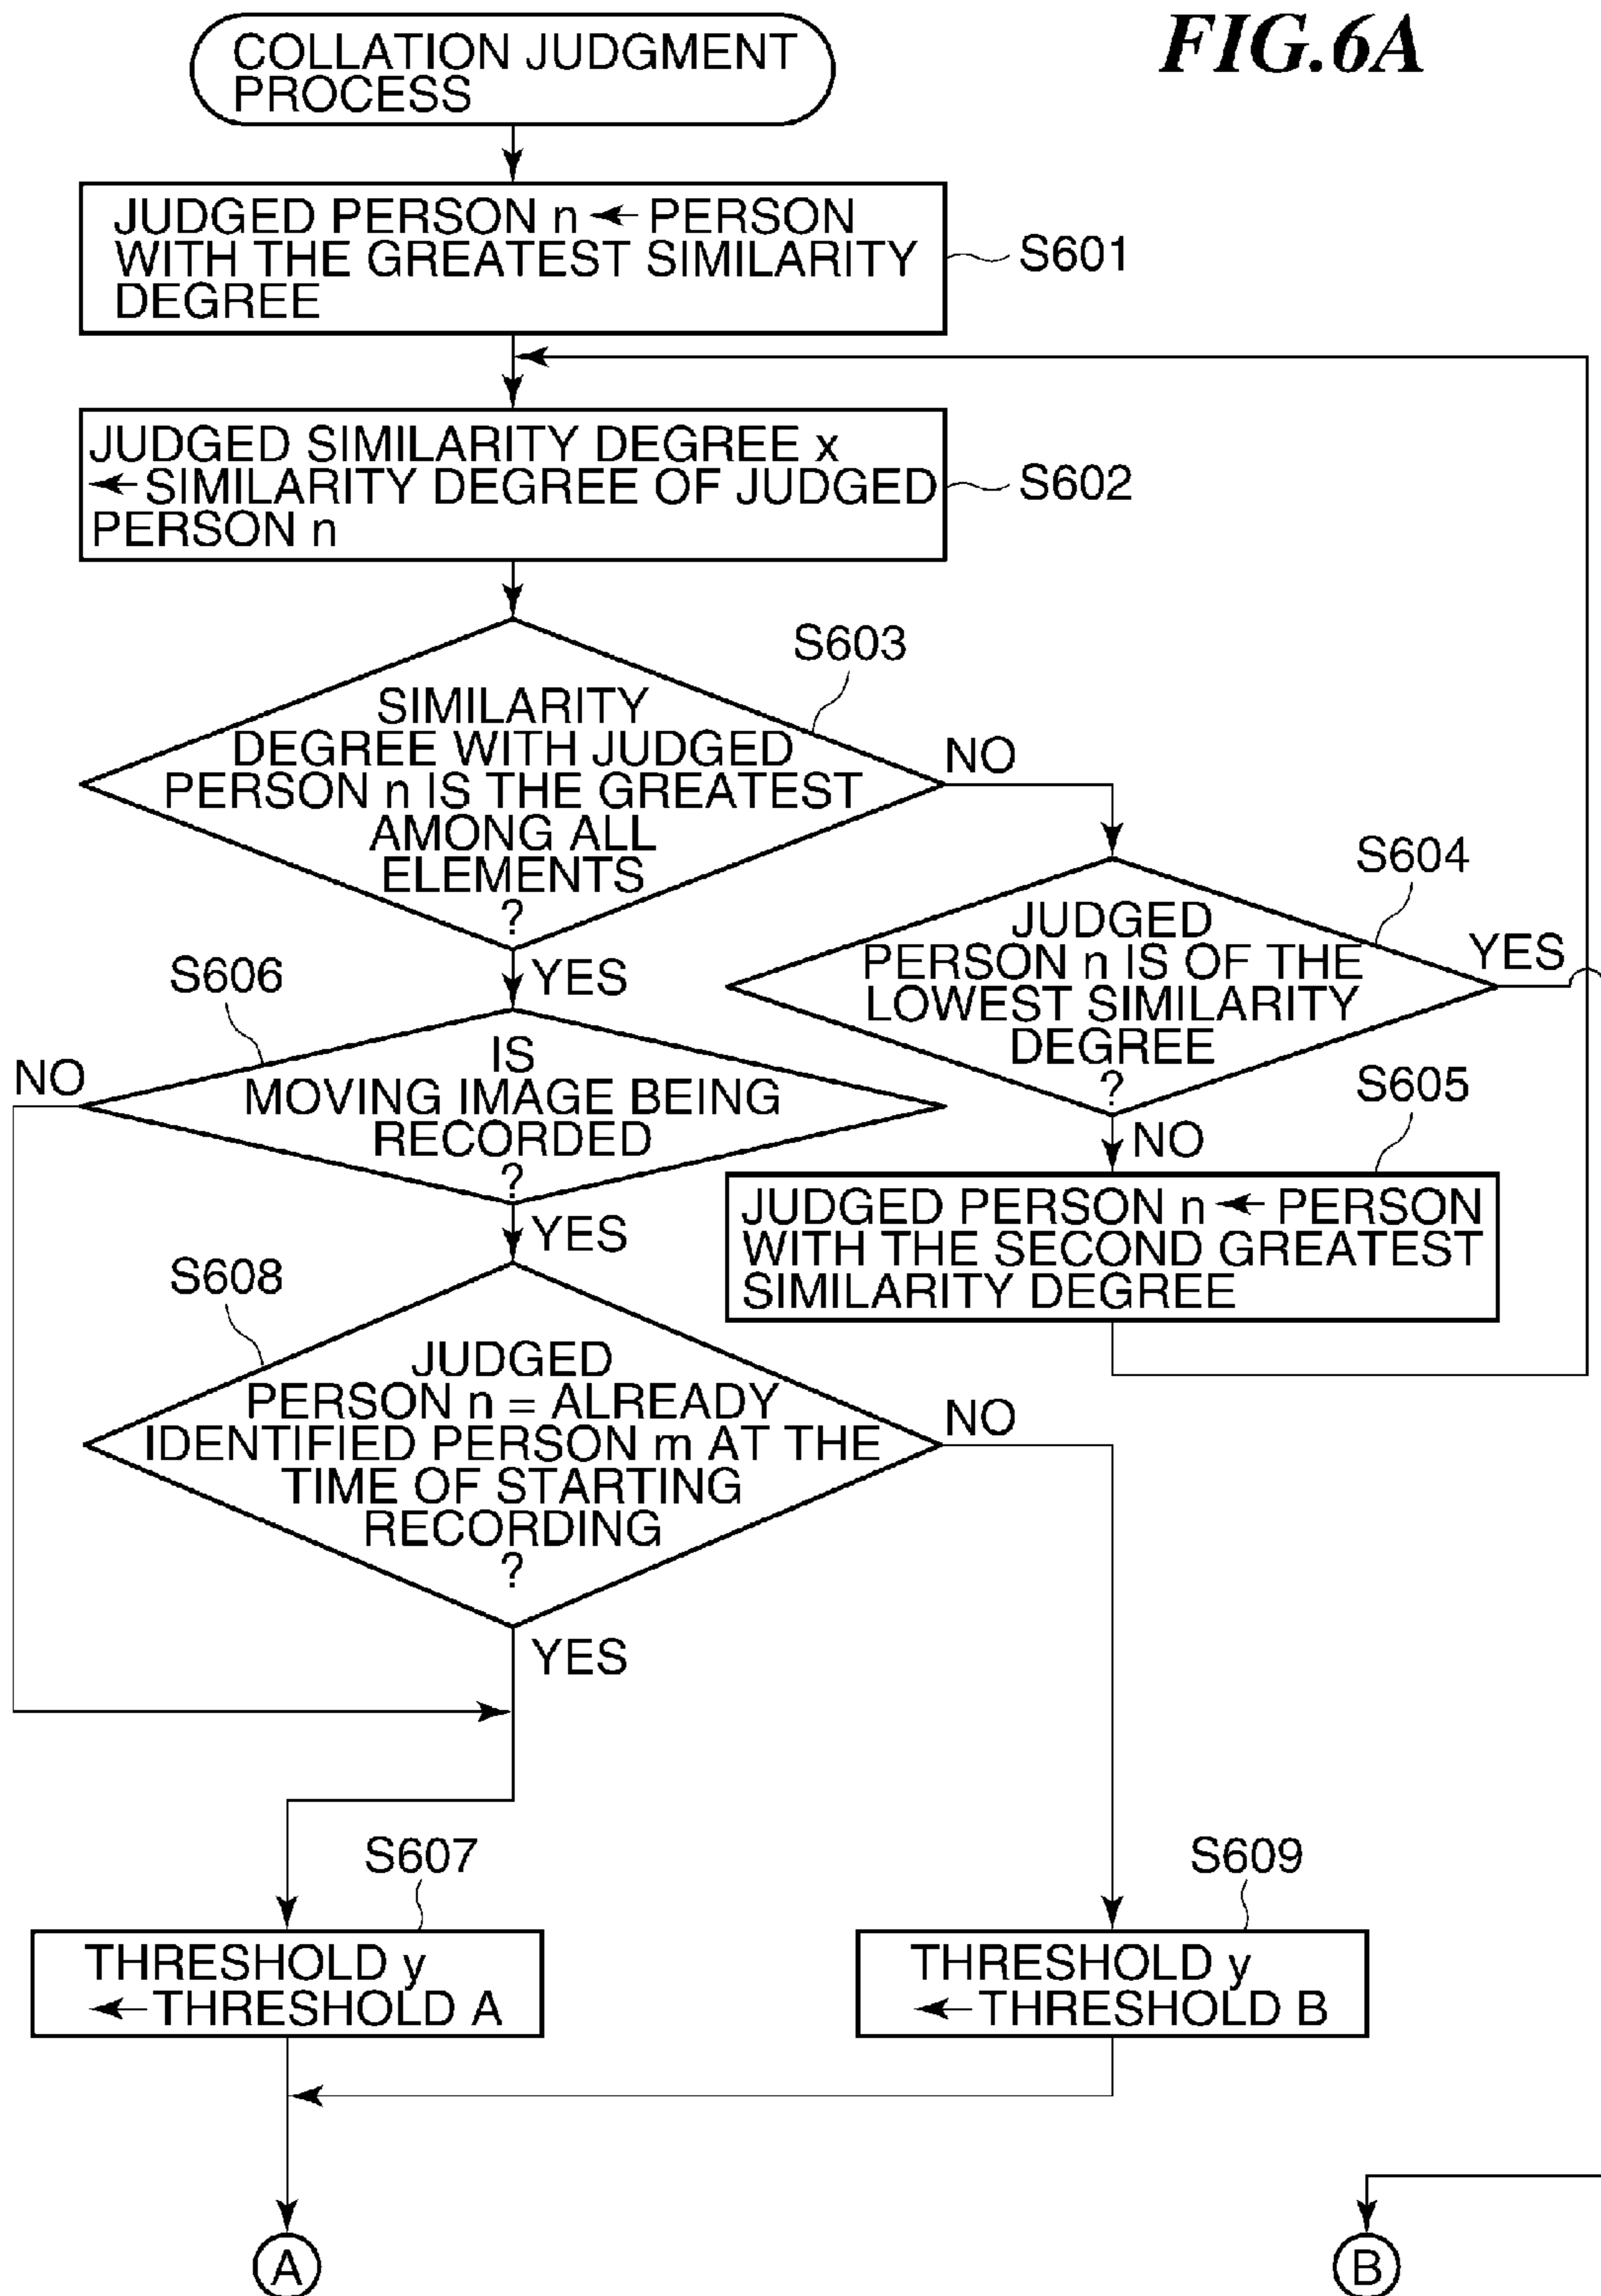 FIG.6A
COLLATION JUDGMENT
PROCESS
JUDGED PERSON n ← PERSON
WITH THE GREATEST SIMILARITY
DEGREE
S601
JUDGED SIMILARITY DEGREE x
← SIMILARITY DEGREE OF JUDGED
PERSON n
S602
S603
SIMILARITY
DEGREE WITH JUDGED
PERSON n IS THE GREATEST
AMONG ALL
ELEMENTS
?
NO
YES
S604
JUDGED
PERSON n IS OF THE
LOWEST SIMILARITY
DEGREE
?
YES
NO
S606
IS
MOVING IMAGE BEING
RECORDED
?
NO
YES
S605
JUDGED PERSON n ← PERSON
WITH THE SECOND GREATEST
SIMILARITY DEGREE
S608
JUDGED
PERSON n = ALREADY
IDENTIFIED PERSON m AT THE
TIME OF STARTING
RECORDING
?
NO
YES
S607
THRESHOLD y
← THRESHOLD A
S609
THRESHOLD y
← THRESHOLD B
A
B